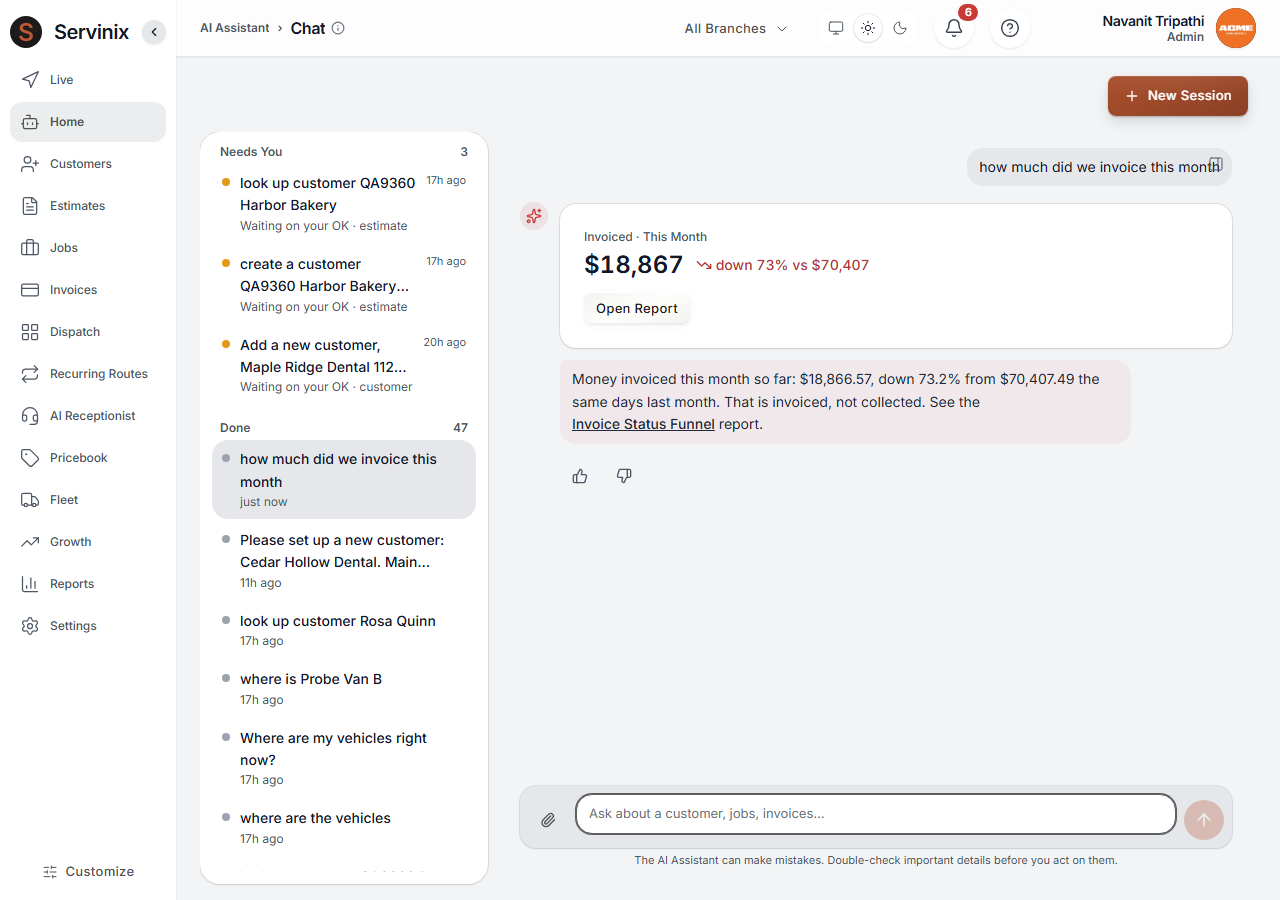 S Servinix
Live
Home
Customers
Estimates
Jobs
Invoices
Dispatch
Recurring Routes
AI Receptionist
Pricebook
Fleet
Growth
Reports
Settings
Customize
AI Assistant › Chat
All Branches
6
Navanit Tripathi
Admin
ACME
+ New Session
Needs You 3
look up customer QA9360 17h ago
Harbor Bakery
Waiting on your OK · estimate
create a customer 17h ago
QA9360 Harbor Bakery...
Waiting on your OK · estimate
Add a new customer, 20h ago
Maple Ridge Dental 112...
Waiting on your OK · customer
Done 47
how much did we invoice this
month
just now
Please set up a new customer:
Cedar Hollow Dental. Main...
11h ago
look up customer Rosa Quinn
17h ago
where is Probe Van B
17h ago
Where are my vehicles right
now?
17h ago
where are the vehicles
17h ago
how much did we invoice this month
Invoiced · This Month
$18,867 down 73% vs $70,407
Open Report
Money invoiced this month so far: $18,866.57, down 73.2% from $70,407.49 the
same days last month. That is invoiced, not collected. See the
Invoice Status Funnel report.
Ask about a customer, jobs, invoices...
The AI Assistant can make mistakes. Double-check important details before you act on them.